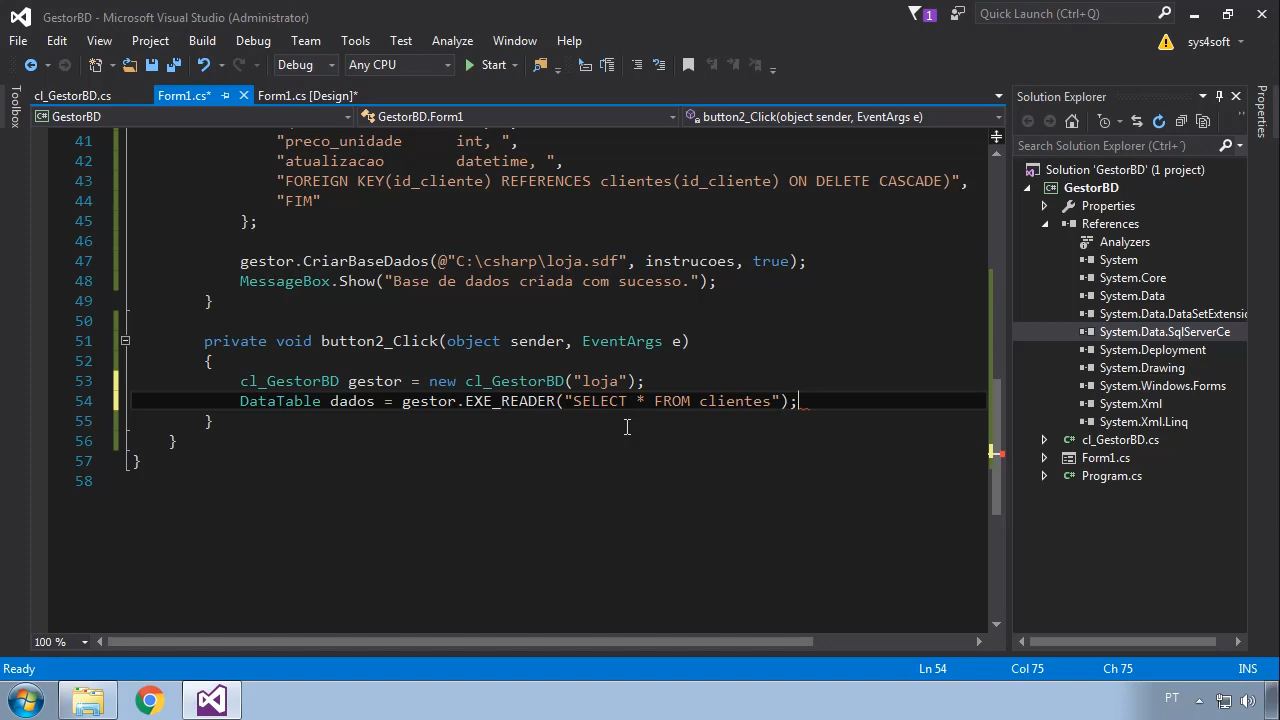 GestorBD - Microsoft Visual Studio (Administrator)
1
Quick Launch (Ctrl+Q)
File Edit View Project Build Debug Team Tools Test Analyze Window Help
sys4soft
Debug Any CPU Start
Toolbox
cl_GestorBD.cs Form1.cs* Form1.cs [Design]*
GestorBD GestorBD.Form1 button2_Click(object sender, EventArgs e)
41 "preco_unidade int, ",
42 "atualizacao datetime, ",
43 "FOREIGN KEY(id_cliente) REFERENCES clientes(id_cliente) ON DELETE CASCADE)",
44 "FIM"
45 };
46
47 gestor.CriarBaseDados(@"C:\csharp\loja.sdf", instrucoes, true);
48 MessageBox.Show("Base de dados criada com sucesso.");
49 }
50
51 private void button2_Click(object sender, EventArgs e)
52 {
53 cl_GestorBD gestor = new cl_GestorBD("loja");
54 DataTable dados = gestor.EXE_READER("SELECT * FROM clientes");
55 }
56 }
57 }
58
100 %
Solution Explorer
Search Solution Explorer (Ctrl+')
Solution 'GestorBD' (1 project)
GestorBD
Properties
References
Analyzers
System
System.Core
System.Data
System.Data.DataSetExtensio
System.Data.SqlServerCe
System.Deployment
System.Drawing
System.Windows.Forms
System.Xml
System.Xml.Linq
cl_GestorBD.cs
Form1.cs
Program.cs
Properties
Ready Ln 54 Col 75 Ch 75 INS
PT